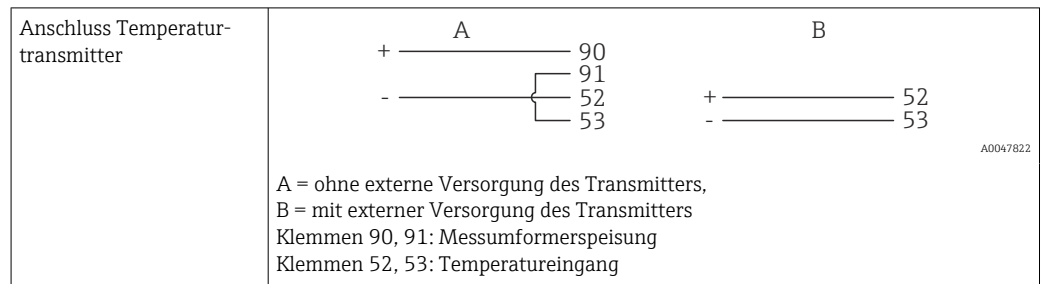 Anschluss Temperatur-
transmitter
A
B
+ 90
91
- 52
53
+ 52
- 53
A0047822
A = ohne externe Versorgung des Transmitters,
B = mit externer Versorgung des Transmitters
Klemmen 90, 91: Messumformerspeisung
Klemmen 52, 53: Temperatureingang